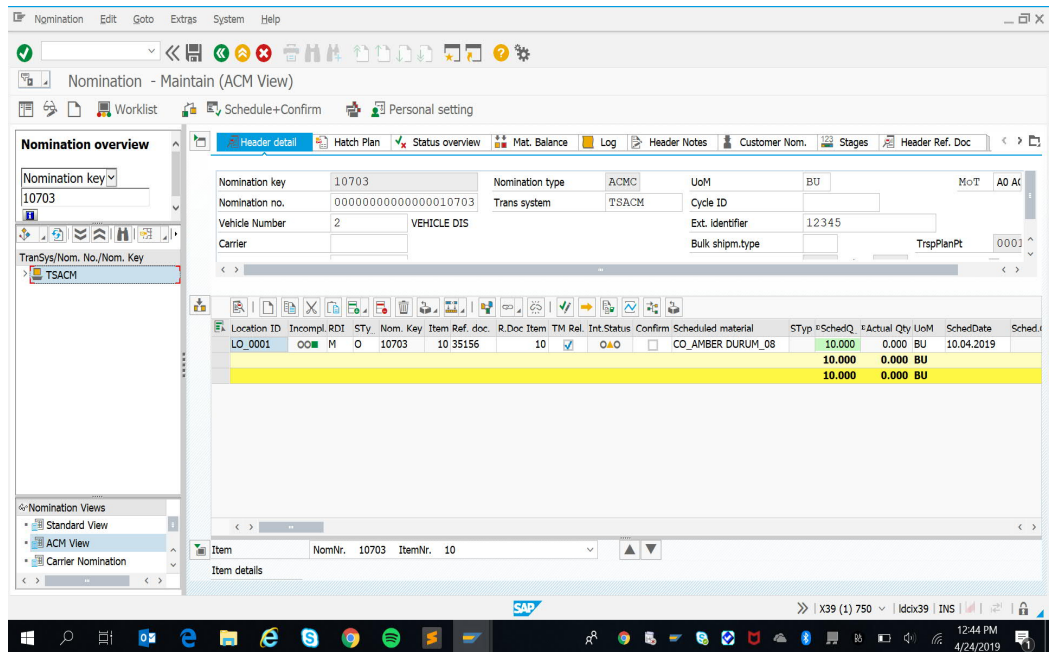 Nomination Edit Goto Extras System Help
Nomination - Maintain (ACM View)
Worklist Schedule+Confirm Personal setting
Nomination overview
Nomination key
10703
TranSys/Nom. No./Nom. Key
TSACM
Header detail Hatch Plan Status overview Mat. Balance Log Header Notes Customer Nom. 123 Stages Header Ref. Doc
Nomination key 10703 Nomination type ACMC UoM BU MoT A0 AC
Nomination no. 00000000000000010703 Trans system TSACM Cycle ID
Vehicle Number 2 VEHICLE DIS Ext. identifier 12345
Carrier Bulk shipm.type TrspPlanPt 0001
Location ID Incompl. RDI STy Nom. Key Item Ref. doc. R.Doc Item TM Rel. Int.Status Confirm Scheduled material STyp SchedQ Actual Qty UoM SchedDate Sched.
LO_0001 M O 10703 10 35156 10 CO_AMBER DURUM_08 10.000 0.000 BU 10.04.2019
10.000 0.000 BU
10.000 0.000 BU
Nomination Views
Standard View
ACM View
Carrier Nomination
Item NomNr. 10703 ItemNr. 10
Item details
SAP X39 (1) 750 ldcix39 INS
12:44 PM
4/24/2019
1